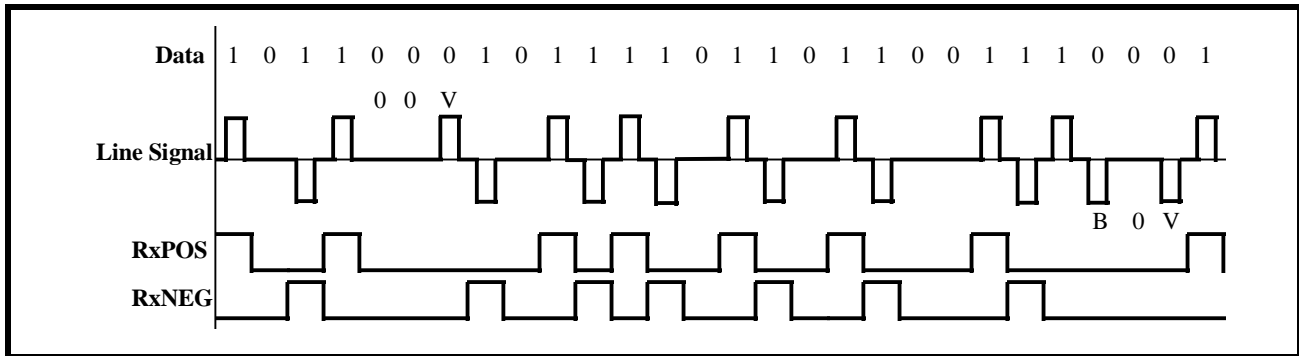 Data 1 0 1 1 0 0 0 1 0 1 1 1 1 0 1 1 0 1 1 0 0 1 1 1 0 0 0 1
0 0 V
Line Signal
B 0 V
RxPOS
RxNEG